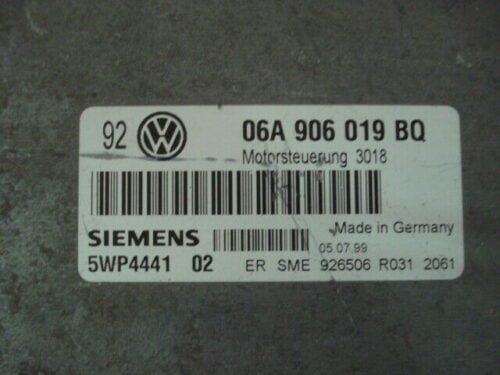 92 VW 06A 906 019 BQ
Motorsteuerung 3018
Made in Germany
SIEMENS 05.07.99
5WP4441 02 ER SME 926506 R031 2061